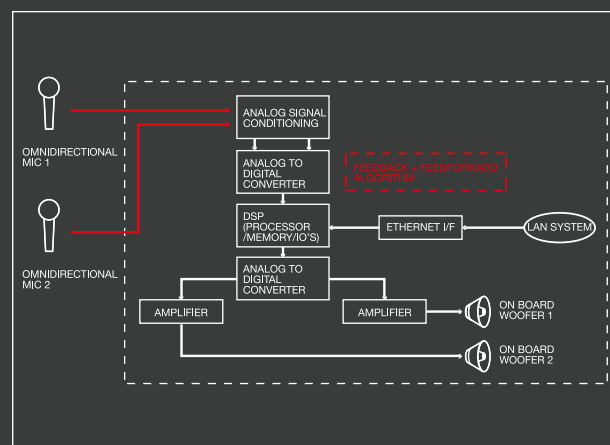 OMNIDIRECTIONAL
MIC 1
ANALOG SIGNAL
CONDITIONING
ANALOG TO
DIGITAL
CONVERTER
FEEDBACK + FEEDFORWARD
ALGORITHM
DSP
(PROCESSOR
/MEMORY/IO'S)
ETHERNET I/F
LAN SYSTEM
OMNIDIRECTIONAL
MIC 2
ANALOG TO
DIGITAL
CONVERTER
AMPLIFIER
AMPLIFIER
ON BOARD
WOOFER 1
ON BOARD
WOOFER 2